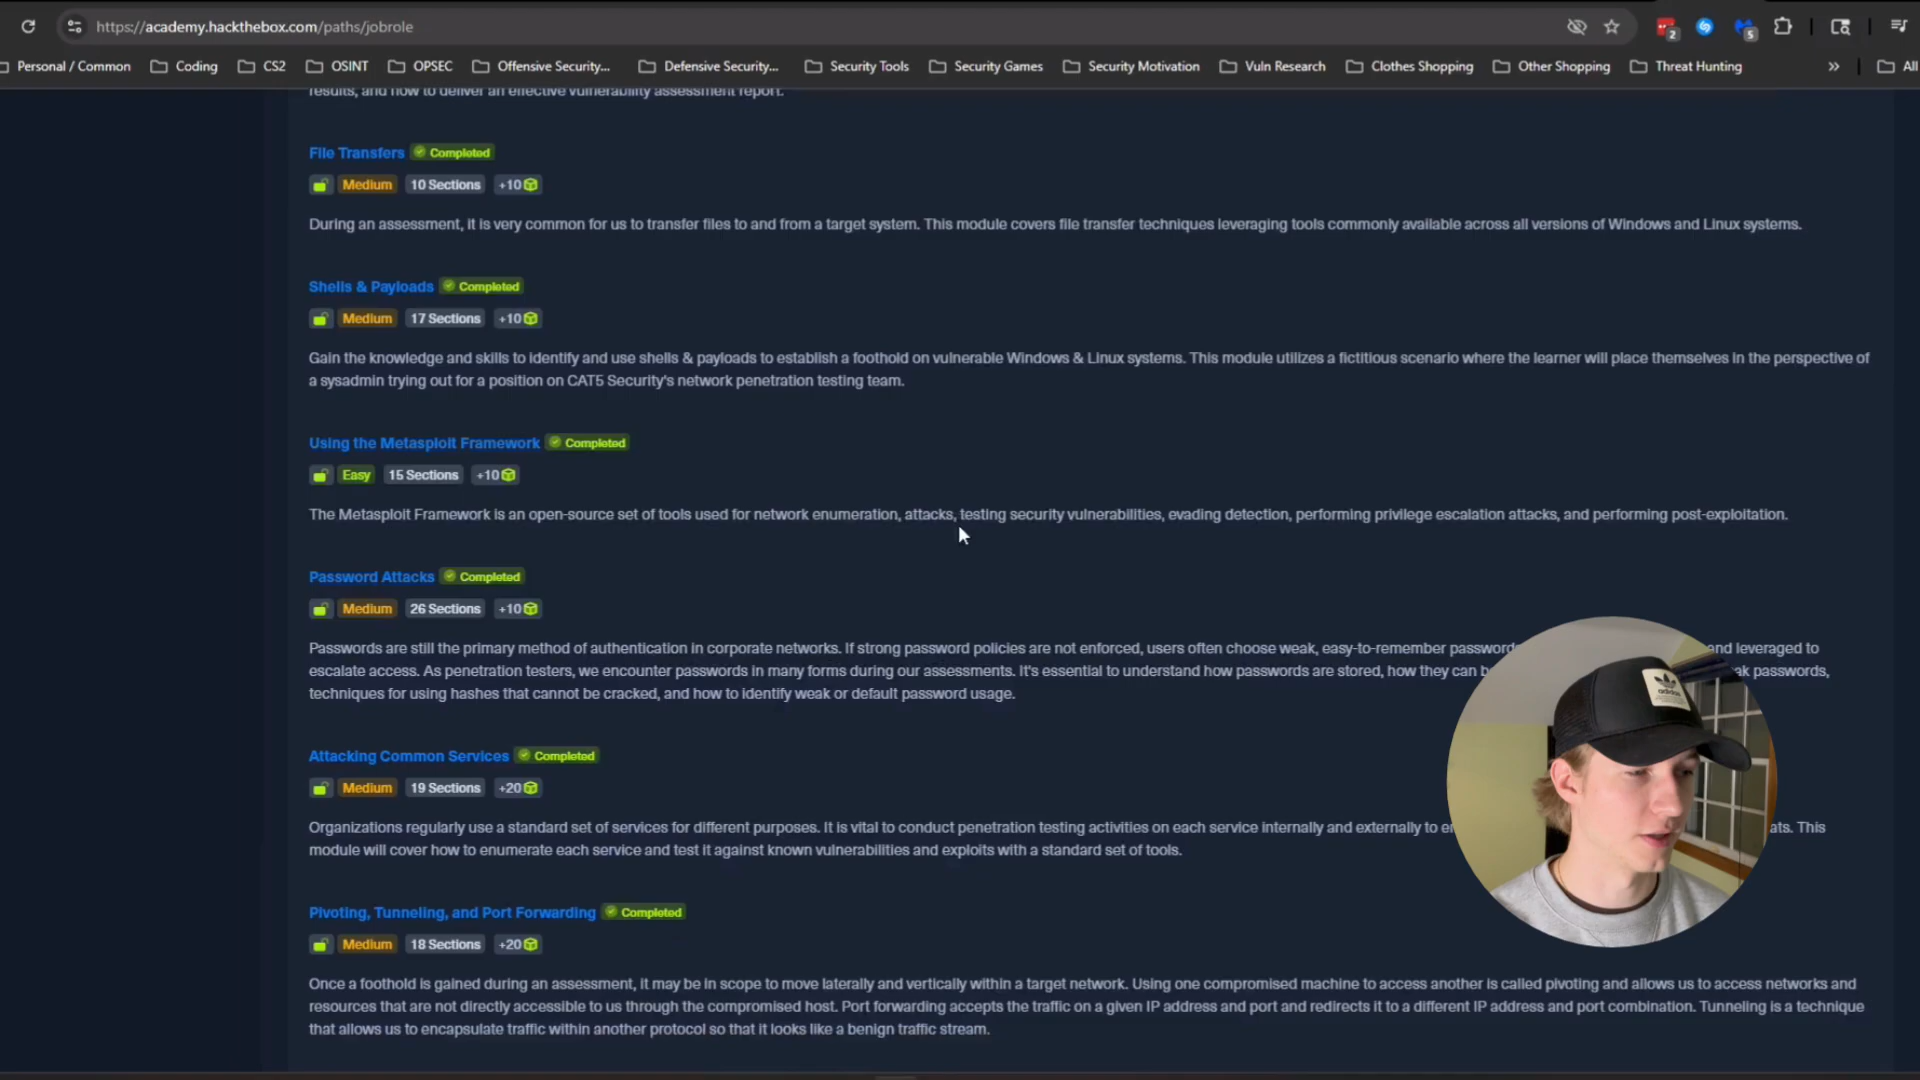 https://academy.hackthebox.com/paths/jobrole
2
5
Personal / Common
Coding
CS2
OSINT
OPSEC
Offensive Security...
Defensive Security...
Security Tools
Security Games
Security Motivation
Vuln Research
Clothes Shopping
Other Shopping
Threat Hunting
»
All
results, and how to deliver an effective vulnerability assessment report.
File Transfers Completed
Medium 10 Sections +10
During an assessment, it is very common for us to transfer files to and from a target system. This module covers file transfer techniques leveraging tools commonly available across all versions of Windows and Linux systems.
Shells & Payloads Completed
Medium 17 Sections +10
Gain the knowledge and skills to identify and use shells & payloads to establish a foothold on vulnerable Windows & Linux systems. This module utilizes a fictitious scenario where the learner will place themselves in the perspective of
a sysadmin trying out for a position on CAT5 Security's network penetration testing team.
Using the Metasploit Framework Completed
Easy 15 Sections +10
The Metasploit Framework is an open-source set of tools used for network enumeration, attacks, testing security vulnerabilities, evading detection, performing privilege escalation attacks, and performing post-exploitation.
Password Attacks Completed
Medium 26 Sections +10
Passwords are still the primary method of authentication in corporate networks. If strong password policies are not enforced, users often choose weak, easy-to-remember and leveraged to
escalate access. As penetration testers, we encounter passwords in many forms during our assessments. It's essential to understand how passwords are stored, how they can passwords,
techniques for using hashes that cannot be cracked, and how to identify weak or default password usage.
Attacking Common Services Completed
Medium 19 Sections +20
Organizations regularly use a standard set of services for different purposes. It is vital to conduct penetration testing activities on each service internally and externally to This
module will cover how to enumerate each service and test it against known vulnerabilities and exploits with a standard set of tools.
Pivoting, Tunneling, and Port Forwarding Completed
Medium 18 Sections +20
Once a foothold is gained during an assessment, it may be in scope to move laterally and vertically within a target network. Using one compromised machine to access another is called pivoting and allows us to access networks and
resources that are not directly accessible to us through the compromised host. Port forwarding accepts the traffic on a given IP address and port and redirects it to a different IP address and port combination. Tunneling is a technique
that allows us to encapsulate traffic within another protocol so that it looks like a benign traffic stream.
adidas